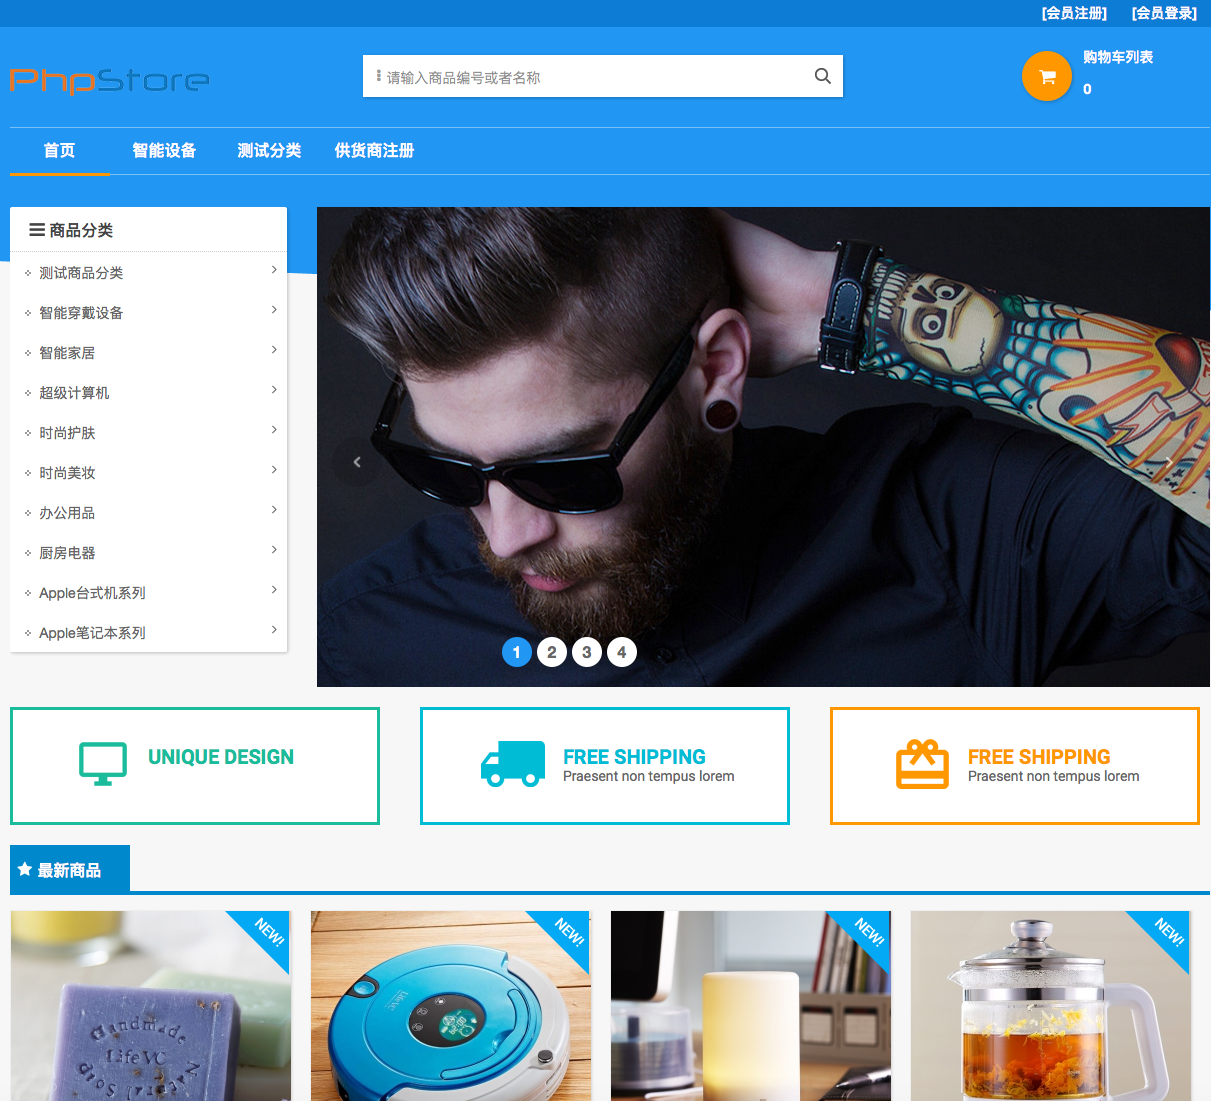 [会员注册] [会员登录]
PhpStore
请输入商品编号或者名称
购物车列表
0
首页 智能设备 测试分类 供货商注册
商品分类
测试商品分类
智能穿戴设备
智能家居
超级计算机
时尚护肤
时尚美妆
办公用品
厨房电器
Apple台式机系列
Apple笔记本系列
1 2 3 4
UNIQUE DESIGN
FREE SHIPPING
Praesent non tempus lorem
FREE SHIPPING
Praesent non tempus lorem
最新商品
NEW! NEW! NEW! NEW!
Handmade
LifeVC
Natural Soap